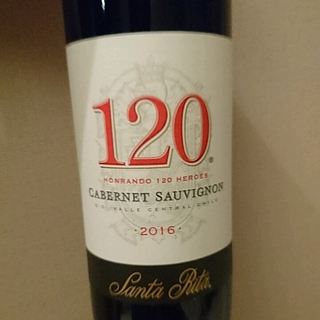 120®
HONRANDO 120 HEROES
CABERNET SAUVIGNON
D.O. VALLE CENTRAL CHILE
·2016·
Santa Rita®